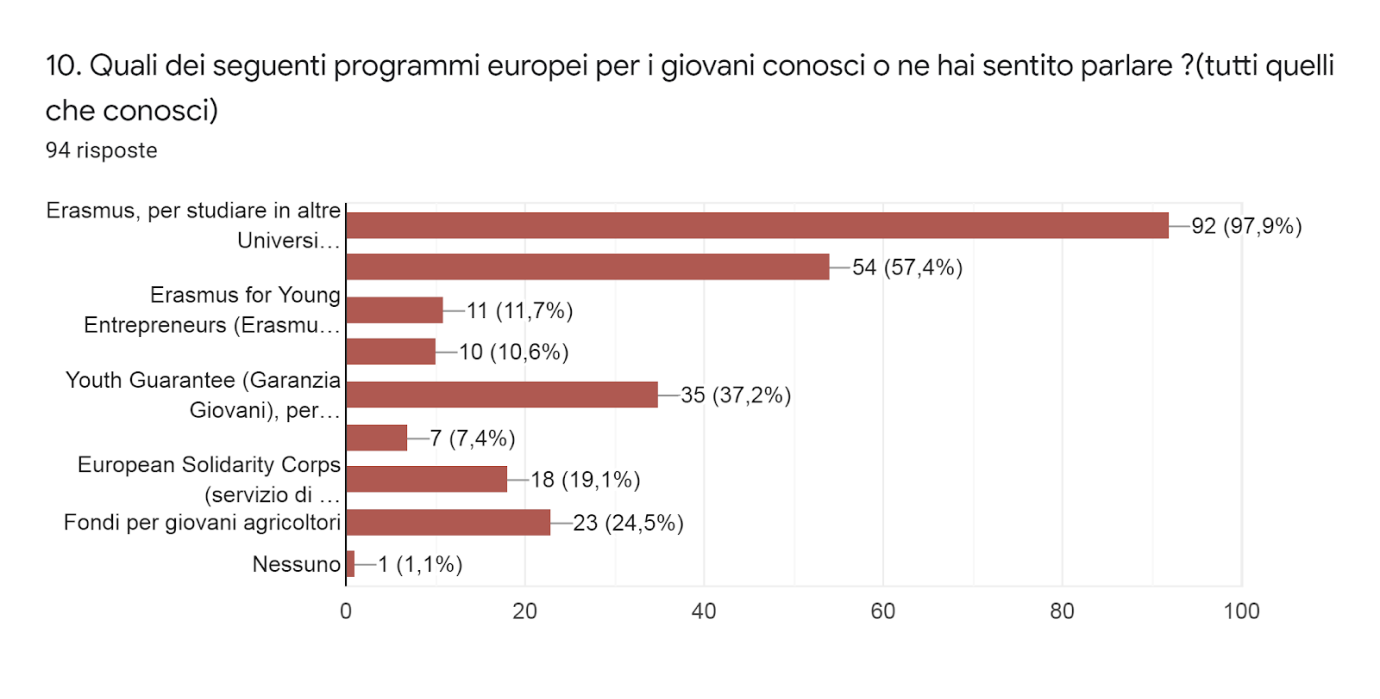 10. Quali dei seguenti programmi europei per i giovani conosci o ne hai sentito parlare ?(tutti quelli
che conosci)
94 risposte
Erasmus, per studiare in altre
Universi…
92 (97,9%)
54 (57,4%)
Erasmus for Young
Entrepreneurs (Erasmu…
11 (11,7%)
10 (10,6%)
Youth Guarantee (Garanzia
Giovani), per…
35 (37,2%)
7 (7,4%)
European Solidarity Corps
(servizio di …
18 (19,1%)
Fondi per giovani agricoltori
23 (24,5%)
Nessuno
1 (1,1%)
0 20 40 60 80 100